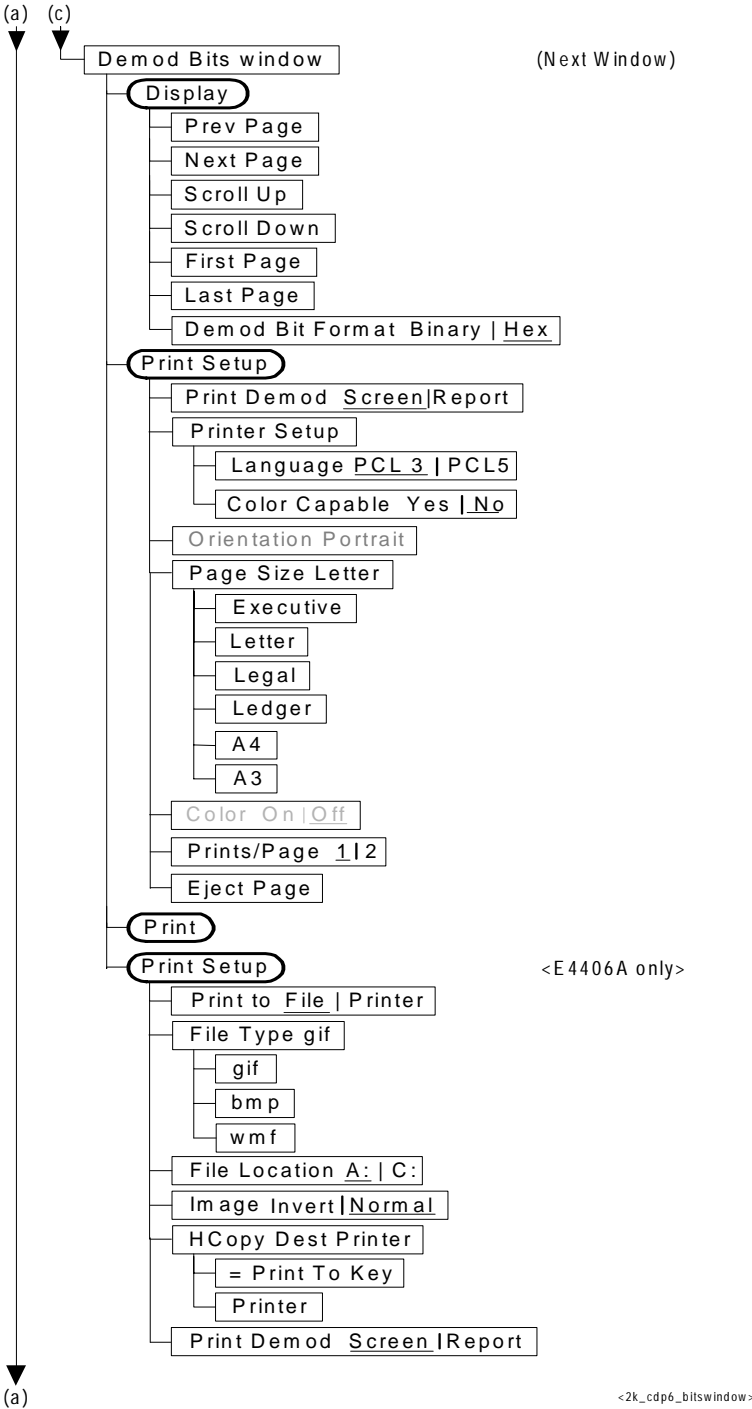 (a) (c)
Demod Bits window (Next Window)
Display
Prev Page
Next Page
Scroll Up
Scroll Down
First Page
Last Page
Demod Bit Format Binary | Hex
Print Setup
Print Demod Screen|Report
Printer Setup
Language PCL 3 | PCL5
Color Capable Yes | No
Orientation Portrait
Page Size Letter
Executive
Letter
Legal
Ledger
A4
A3
Color On|Off
Prints/Page 1|2
Eject Page
Print
Print Setup <E4406A only>
Print to File | Printer
File Type gif
gif
bmp
wmf
File Location A: | C:
Image Invert|Normal
HCopy Dest Printer
= Print To Key
Printer
Print Demod Screen |Report
(a) <2k_cdp6_bitswindow>